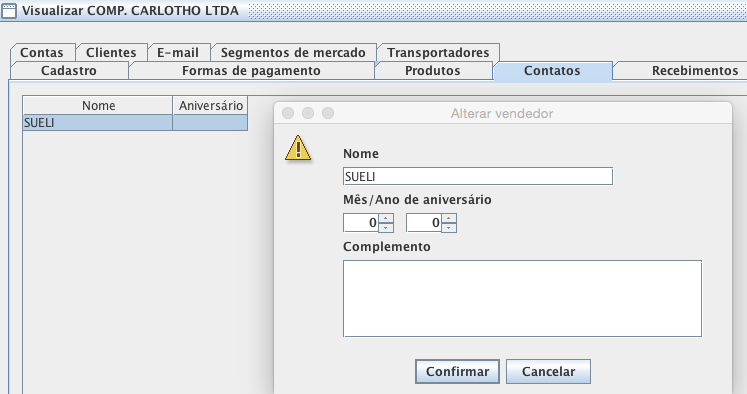 Visualizar COMP. CARLOTHO LTDA
Contas Clientes E-mail Segmentos de mercado Transportadores
Cadastro Formas de pagamento Produtos Contatos Recebimentos
Nome Aniversário
SUELI
Alterar vendedor
Nome
SUELI
Mês/Ano de aniversário
0 0
Complemento
Confirmar Cancelar